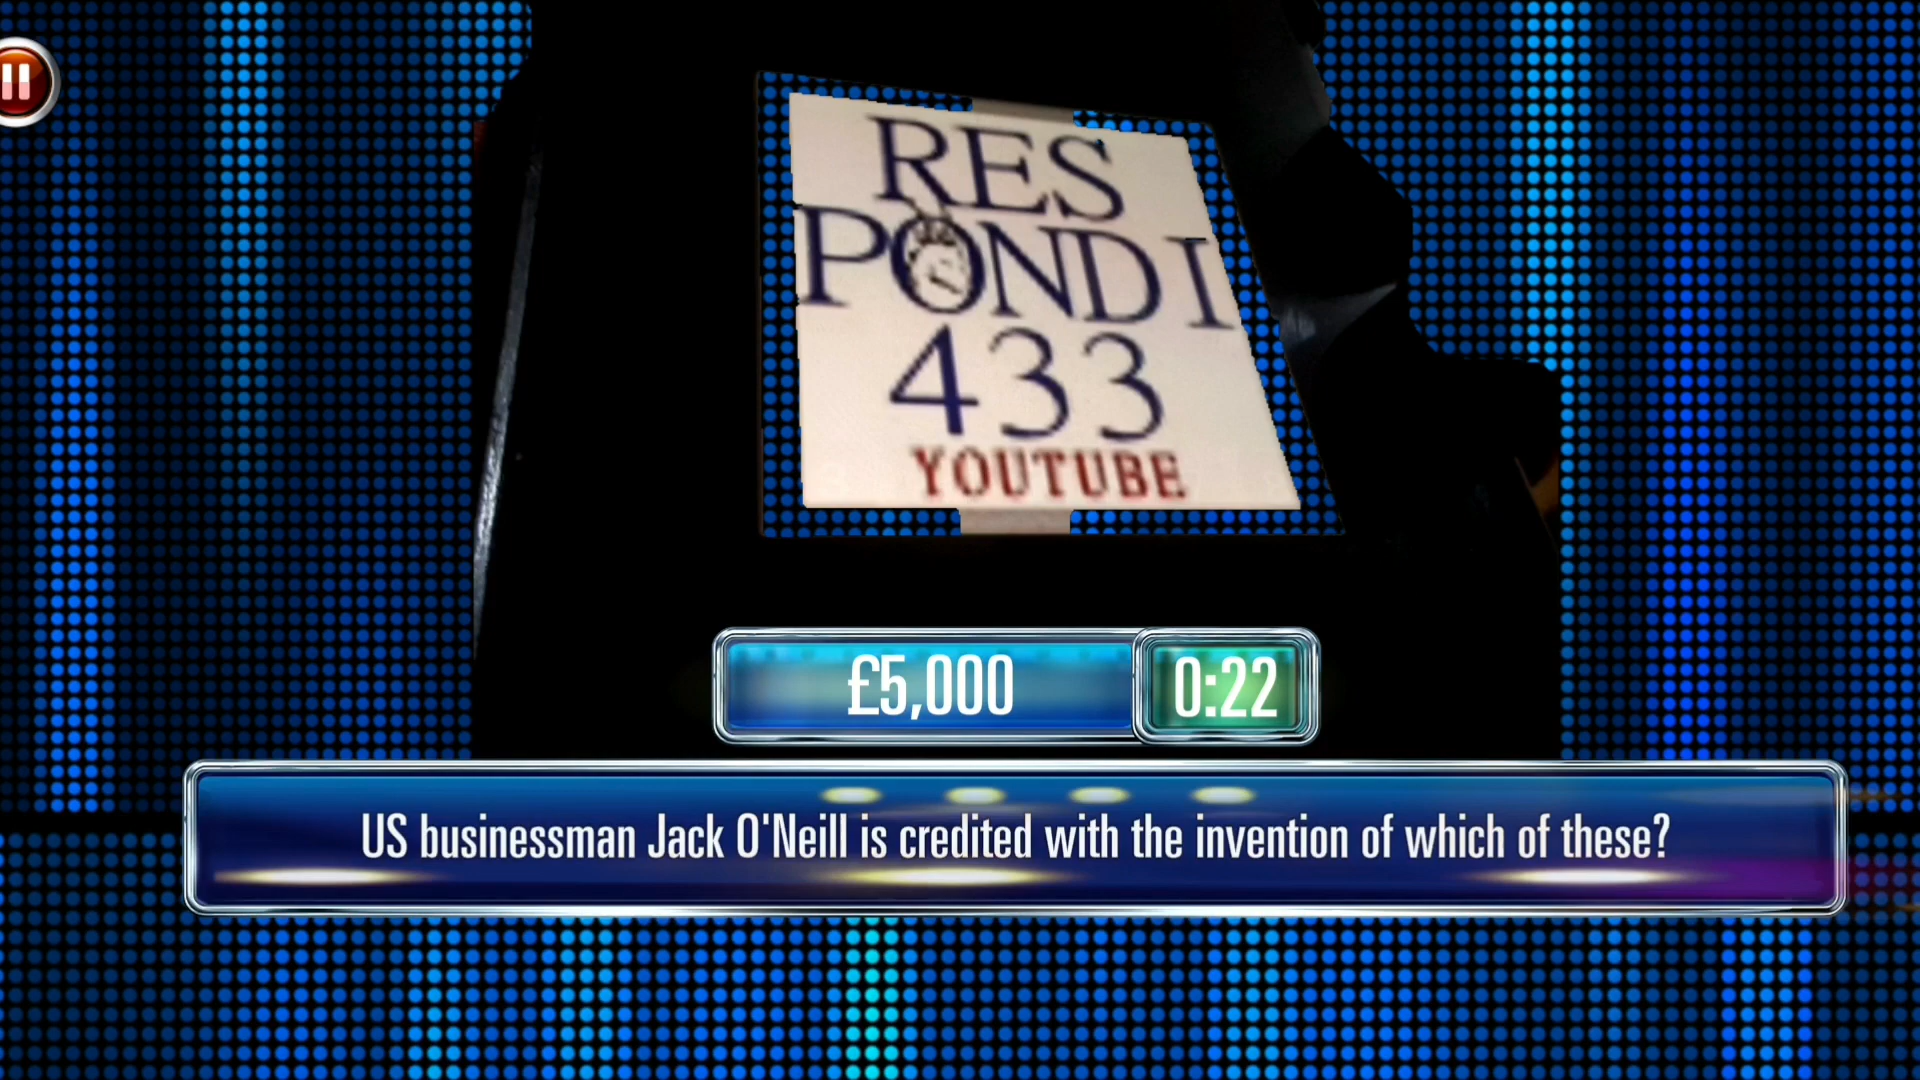 RES
POND I
433
YOUTUBE
£5,000
0:22
US businessman Jack O'Neill is credited with the invention of which of these?